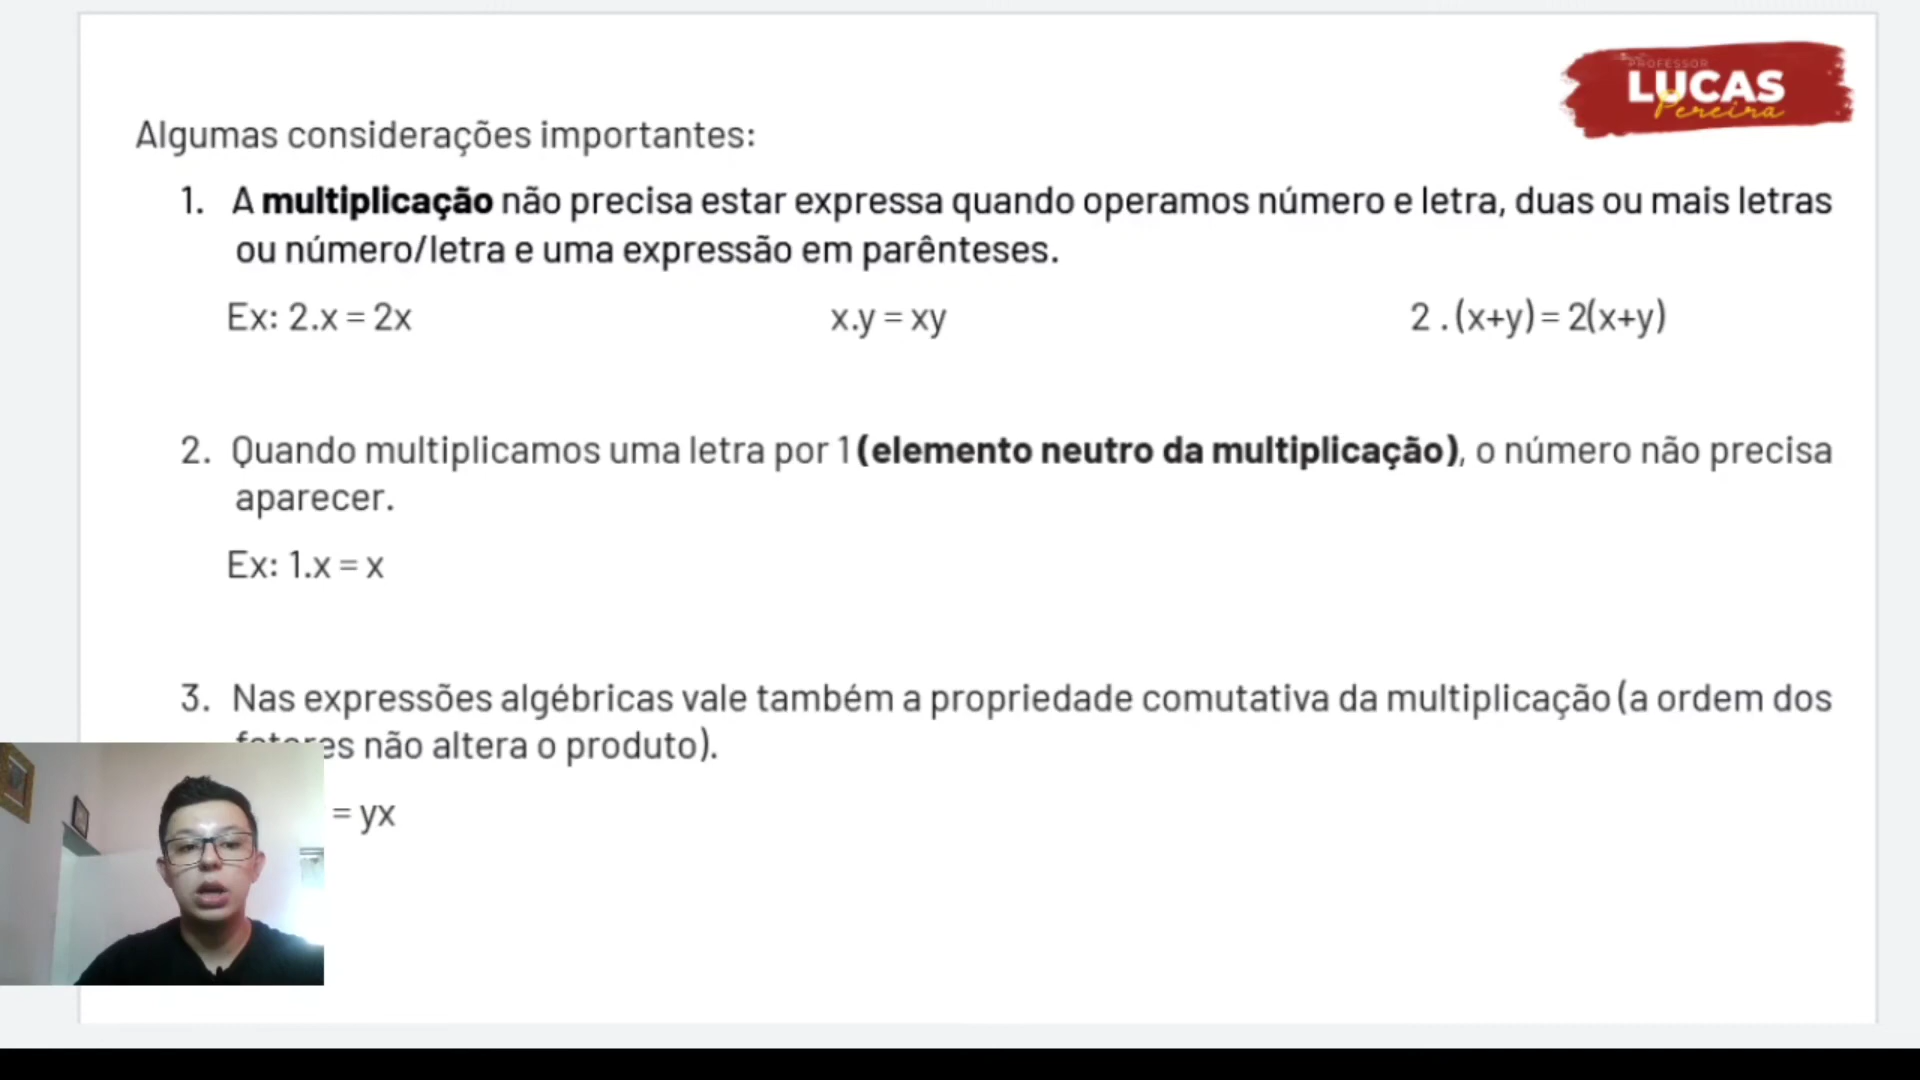 PROFESSOR
LUCAS
Pereira
Algumas considerações importantes:
1. A multiplicação não precisa estar expressa quando operamos número e letra, duas ou mais letras
ou número/letra e uma expressão em parênteses.
Ex: 2.x = 2x x.y = xy 2 . (x+y) = 2(x+y)
2. Quando multiplicamos uma letra por 1 (elemento neutro da multiplicação), o número não precisa
aparecer.
Ex: 1.x = x
3. Nas expressões algébricas vale também a propriedade comutativa da multiplicação (a ordem dos
fatores não altera o produto).
= yx